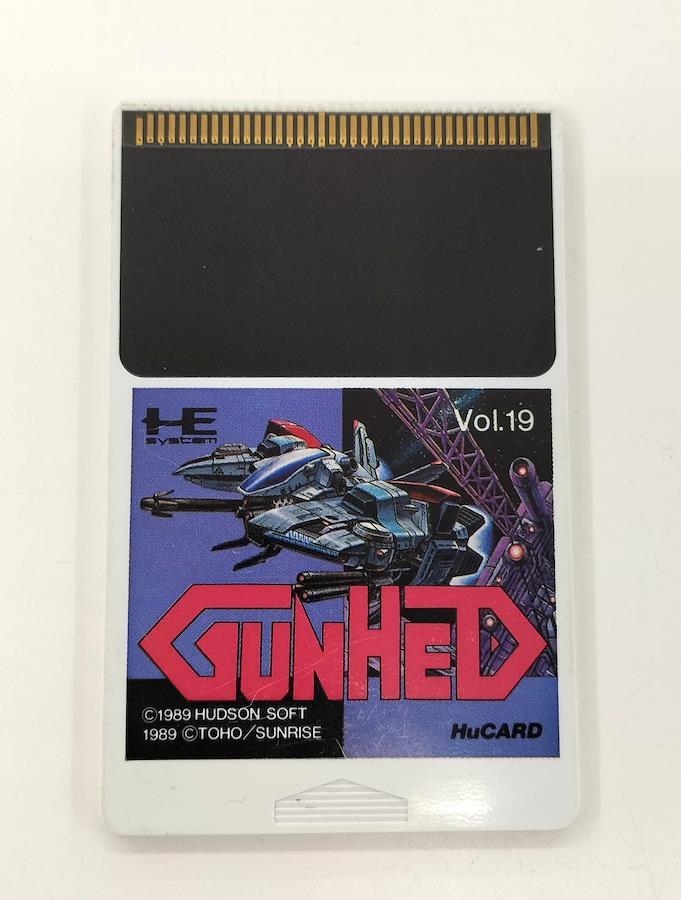 HE
system
Vol.19
GUNHED
©1989 HUDSON SOFT
1989 ©TOHO/SUNRISE
HuCARD